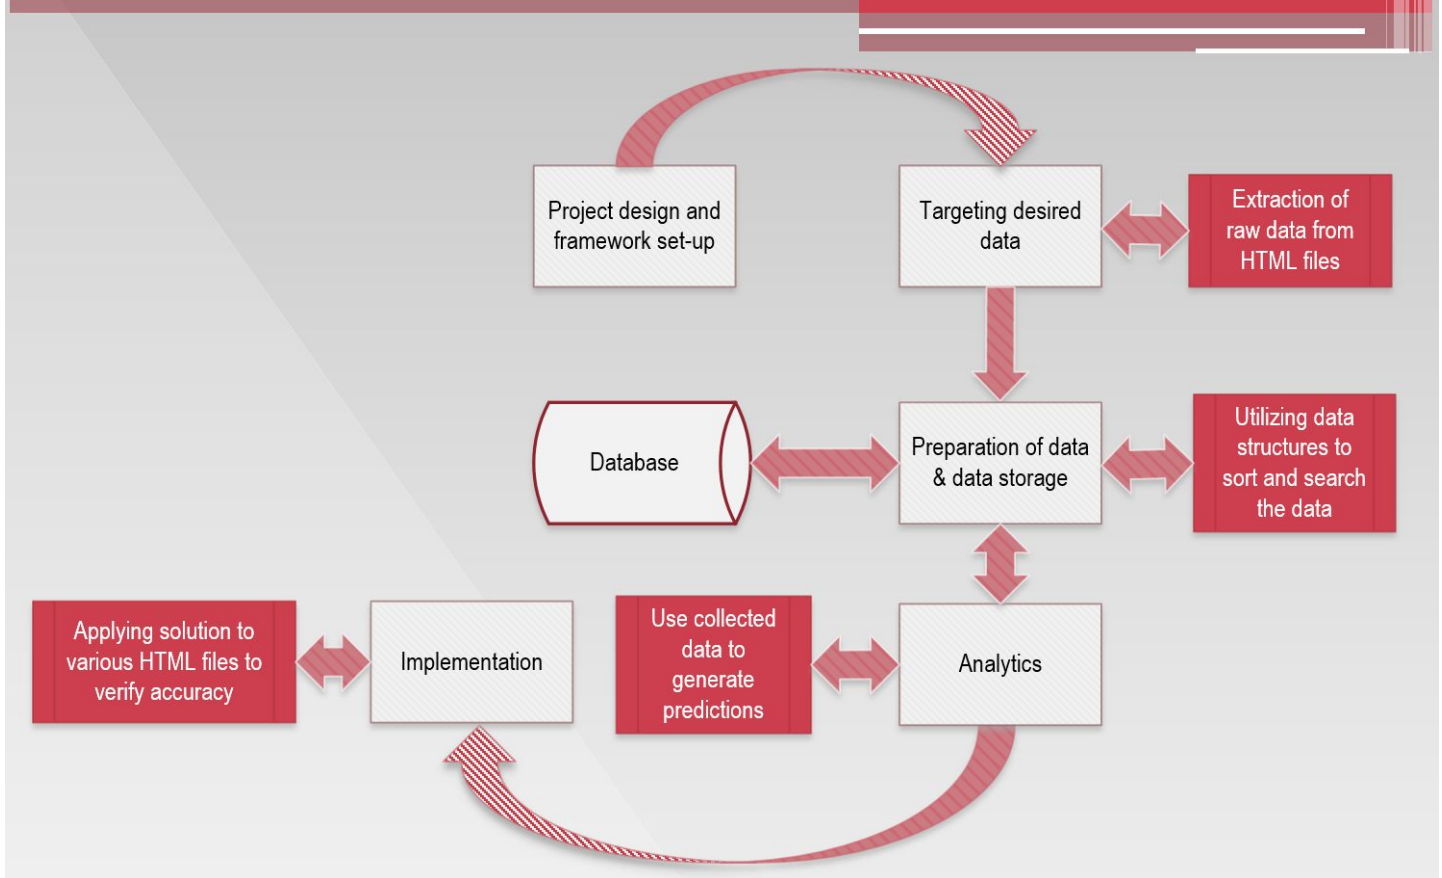 Project design and
framework set-up
Targeting desired
data
Extraction of
raw data from
HTML files
Database
Preparation of data
& data storage
Utilizing data
structures to
sort and search
the data
Applying solution to
various HTML files to
verify accuracy
Implementation
Use collected
data to
generate
predictions
Analytics